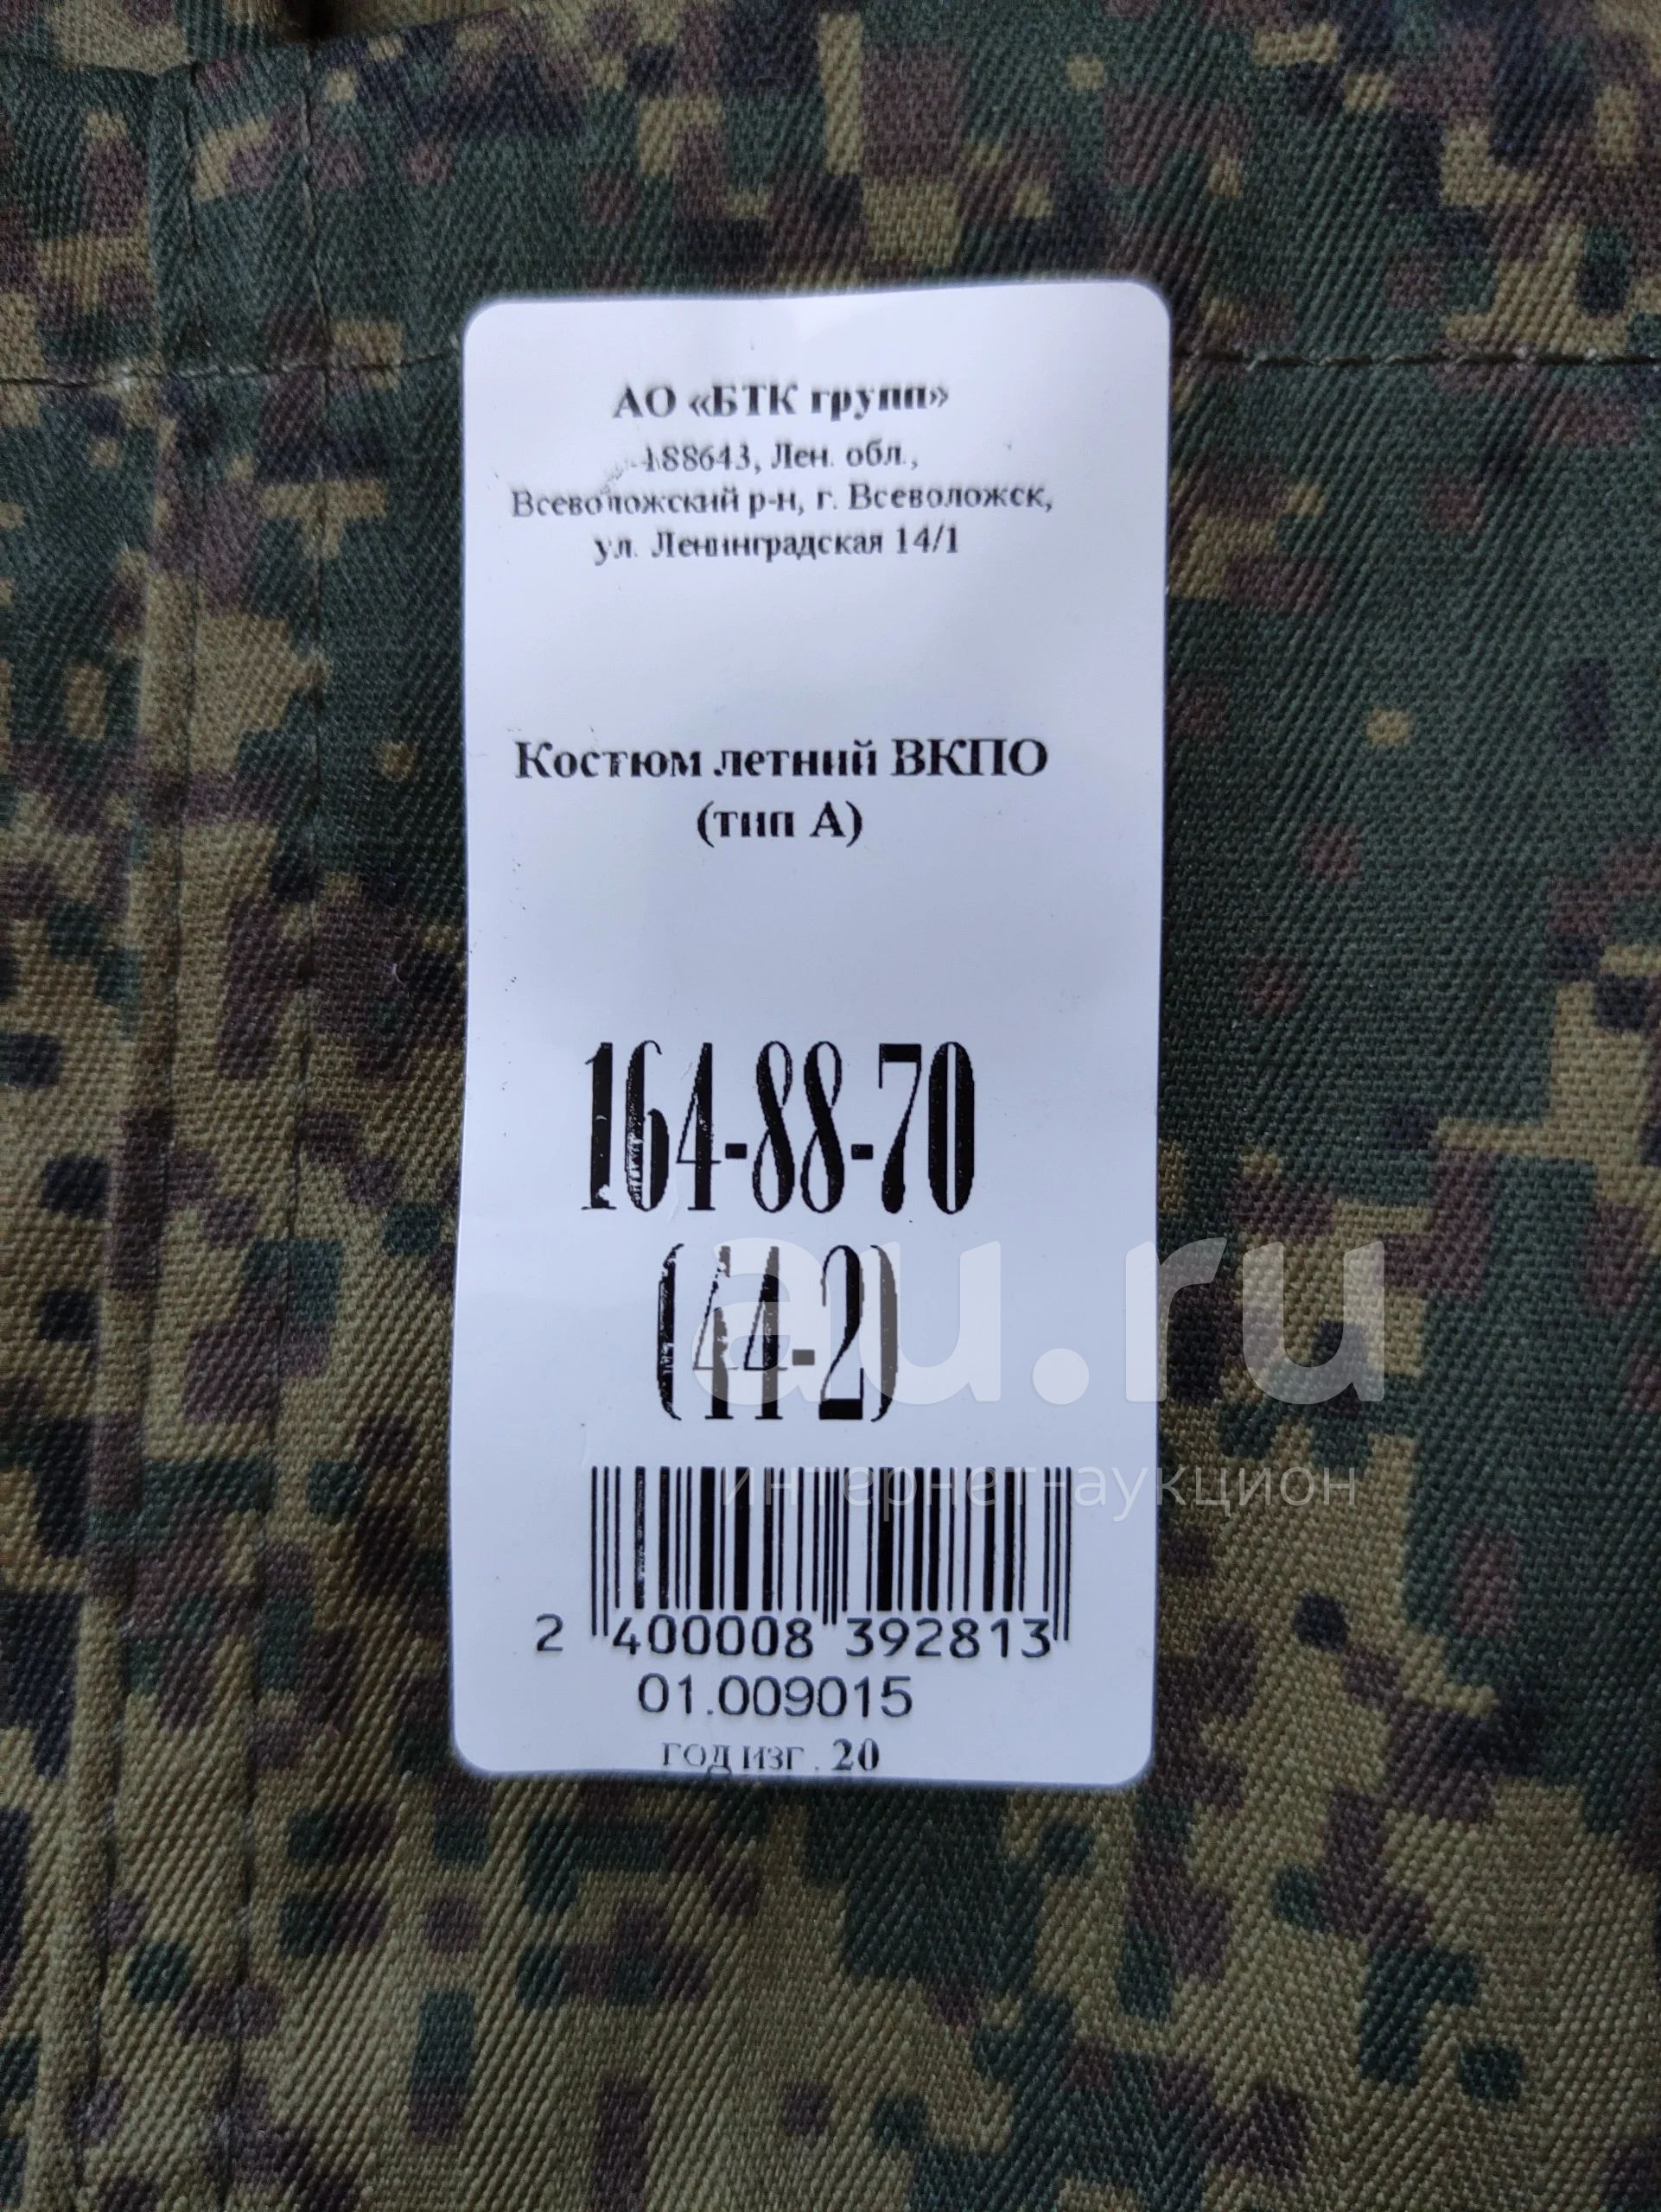 АО «БТК групп»
188643, Лен. обл.,
Всеволожский р-н, г. Всеволожск,
ул. Ленинградская 14/1
Костюм летний ВКПО
(тип А)
164-88-70
(44-2)
au.ru
интернет-аукцион
2 400008 392813
01.009015
год изг . 20